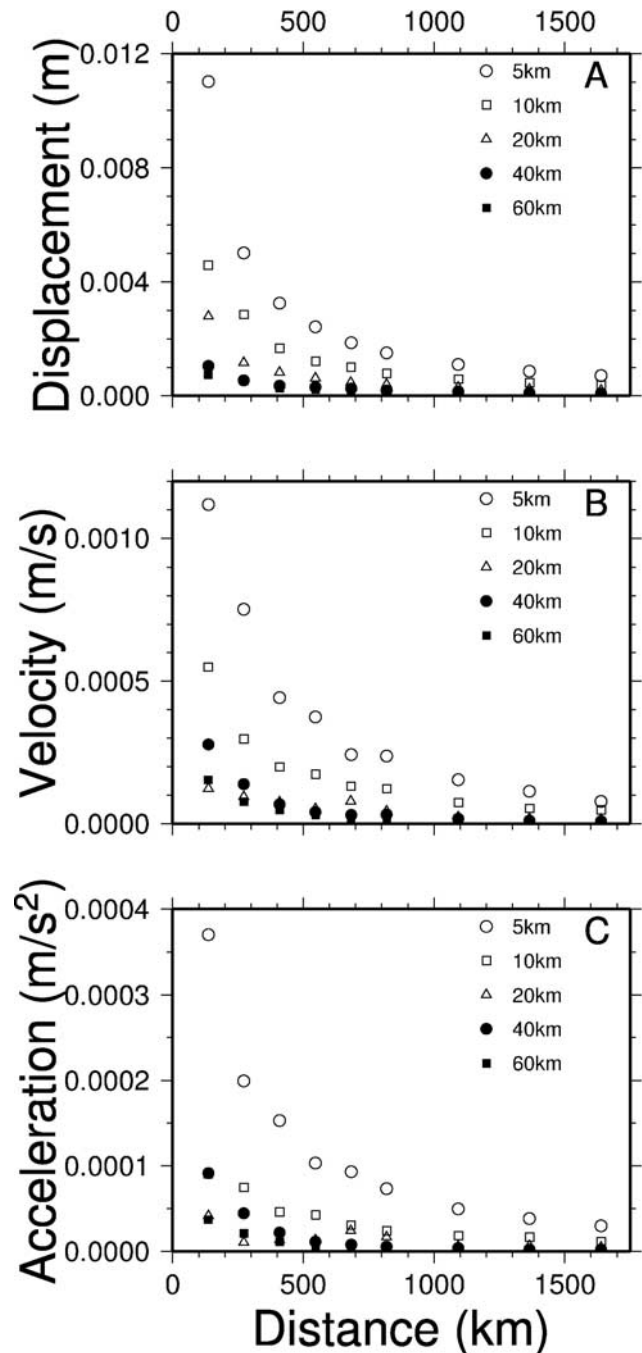 0 500 1000 1500
Displacement (m)
0.012
0.008
0.004
0.000
A
5km
10km
20km
40km
60km
Velocity (m/s)
0.0010
0.0005
0.0000
B
5km
10km
20km
40km
60km
Acceleration (m/s²)
0.0004
0.0003
0.0002
0.0001
0.0000
C
5km
10km
20km
40km
60km
0 500 1000 1500
Distance (km)